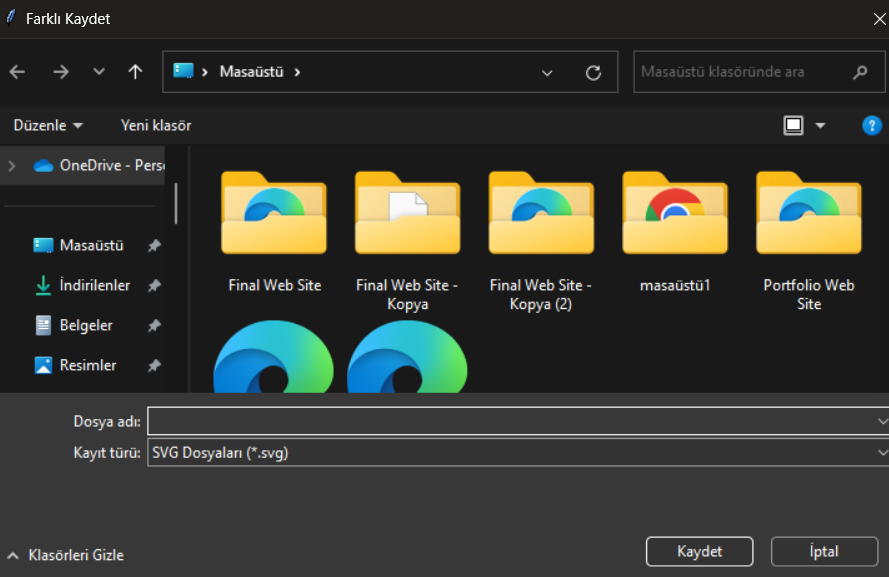 Farklı Kaydet
Masaüstü
Masaüstü klasöründe ara
Düzenle
Yeni klasör
OneDrive - Perso
Masaüstü
İndirilenler
Belgeler
Resimler
Final Web Site
Final Web Site -
Kopya
Final Web Site -
Kopya (2)
masaüstü1
Portfolio Web
Site
Dosya adı:
Kayıt türü:
SVG Dosyaları (*.svg)
Klasörleri Gizle
Kaydet
İptal